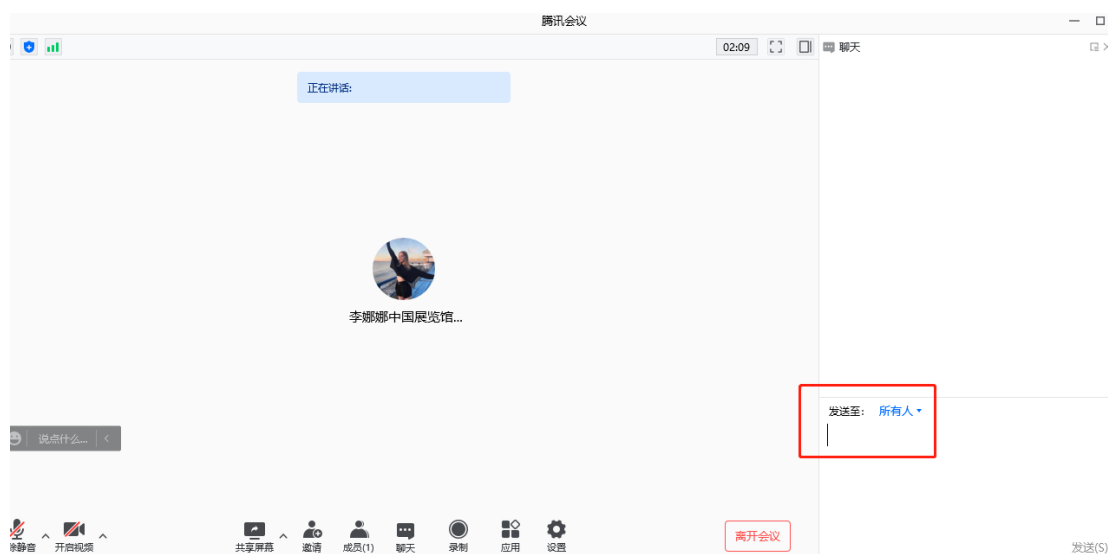 腾讯会议
02:09
聊天
正在讲话:
李娜娜中国展览馆...
发送至: 所有人
说点什么...
除静音 开启视频 共享屏幕 邀请 成员(1) 聊天 录制 应用 设置 离开会议 发送(S)